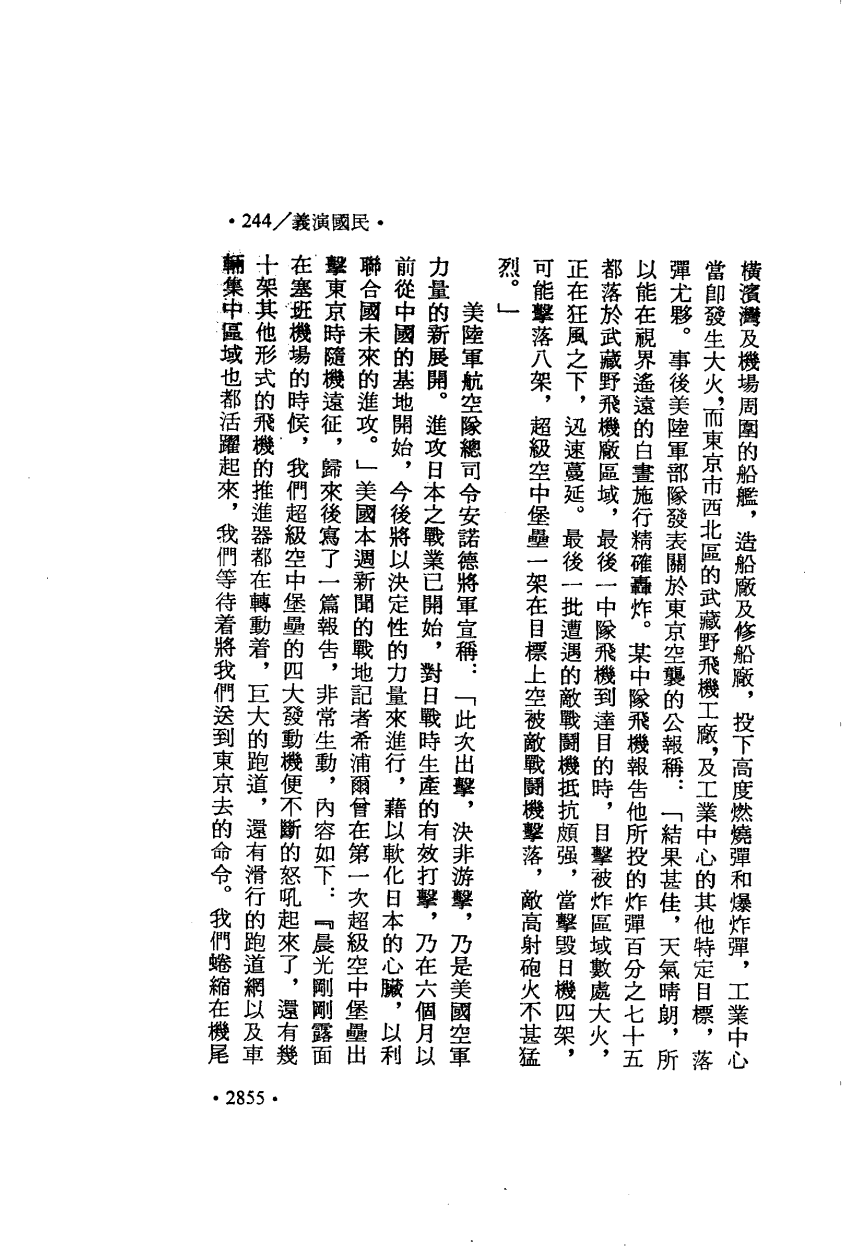 •244／義演國民•
橫濱灣及機場周圍的船艦，造船廠及修船廠，投下高度燃燒彈和爆炸彈，工業中心
當卽發生大火，而東京市西北區的武藏野飛機工廠，及工業中心的其他特定目標，落
彈尤夥。事後美陸軍部隊發表關於東京空襲的公報稱：「結果甚佳，天氣晴朗，所
以能在視界遙遠的白晝施行精確轟炸。某中隊飛機報告他所投的炸彈百分之七十五
都落於武藏野飛機廠區域，最後一中隊飛機到達目的時，目擊被炸區域數處大火，
正在狂風之下，迅速蔓延。最後一批遭遇的敵戰鬪機抵抗頗强，當擊毀日機四架，
可能擊落八架，超級空中堡壘一架在目標上空被敵戰鬪機擊落，敵高射砲火不甚猛
烈。」
美陸軍航空隊總司令安諾德將軍宣稱：「此次出擊，決非游擊，乃是美國空軍
力量的新展開。進攻日本之戰業已開始，對日戰時生產的有效打擊，乃在六個月以
前從中國的基地開始，今後將以決定性的力量來進行，藉以軟化日本的心臟，以利
聯合國未來的進攻。」美國本週新聞的戰地記者希浦爾曾在第一次超級空中堡壘出
擊東京時隨機遠征，歸來後寫了一篇報告，非常生動，內容如下：『晨光剛剛露面
在塞班機場的時候，我們超級空中堡壘的四大發動機便不斷的怒吼起來了，還有幾
十架其他形式的飛機的推進器都在轉動着，巨大的跑道，還有滑行的跑道網以及車
輛集中區域也都活躍起來，我們等待着將我們送到東京去的命令。我們蜷縮在機尾
•2855•